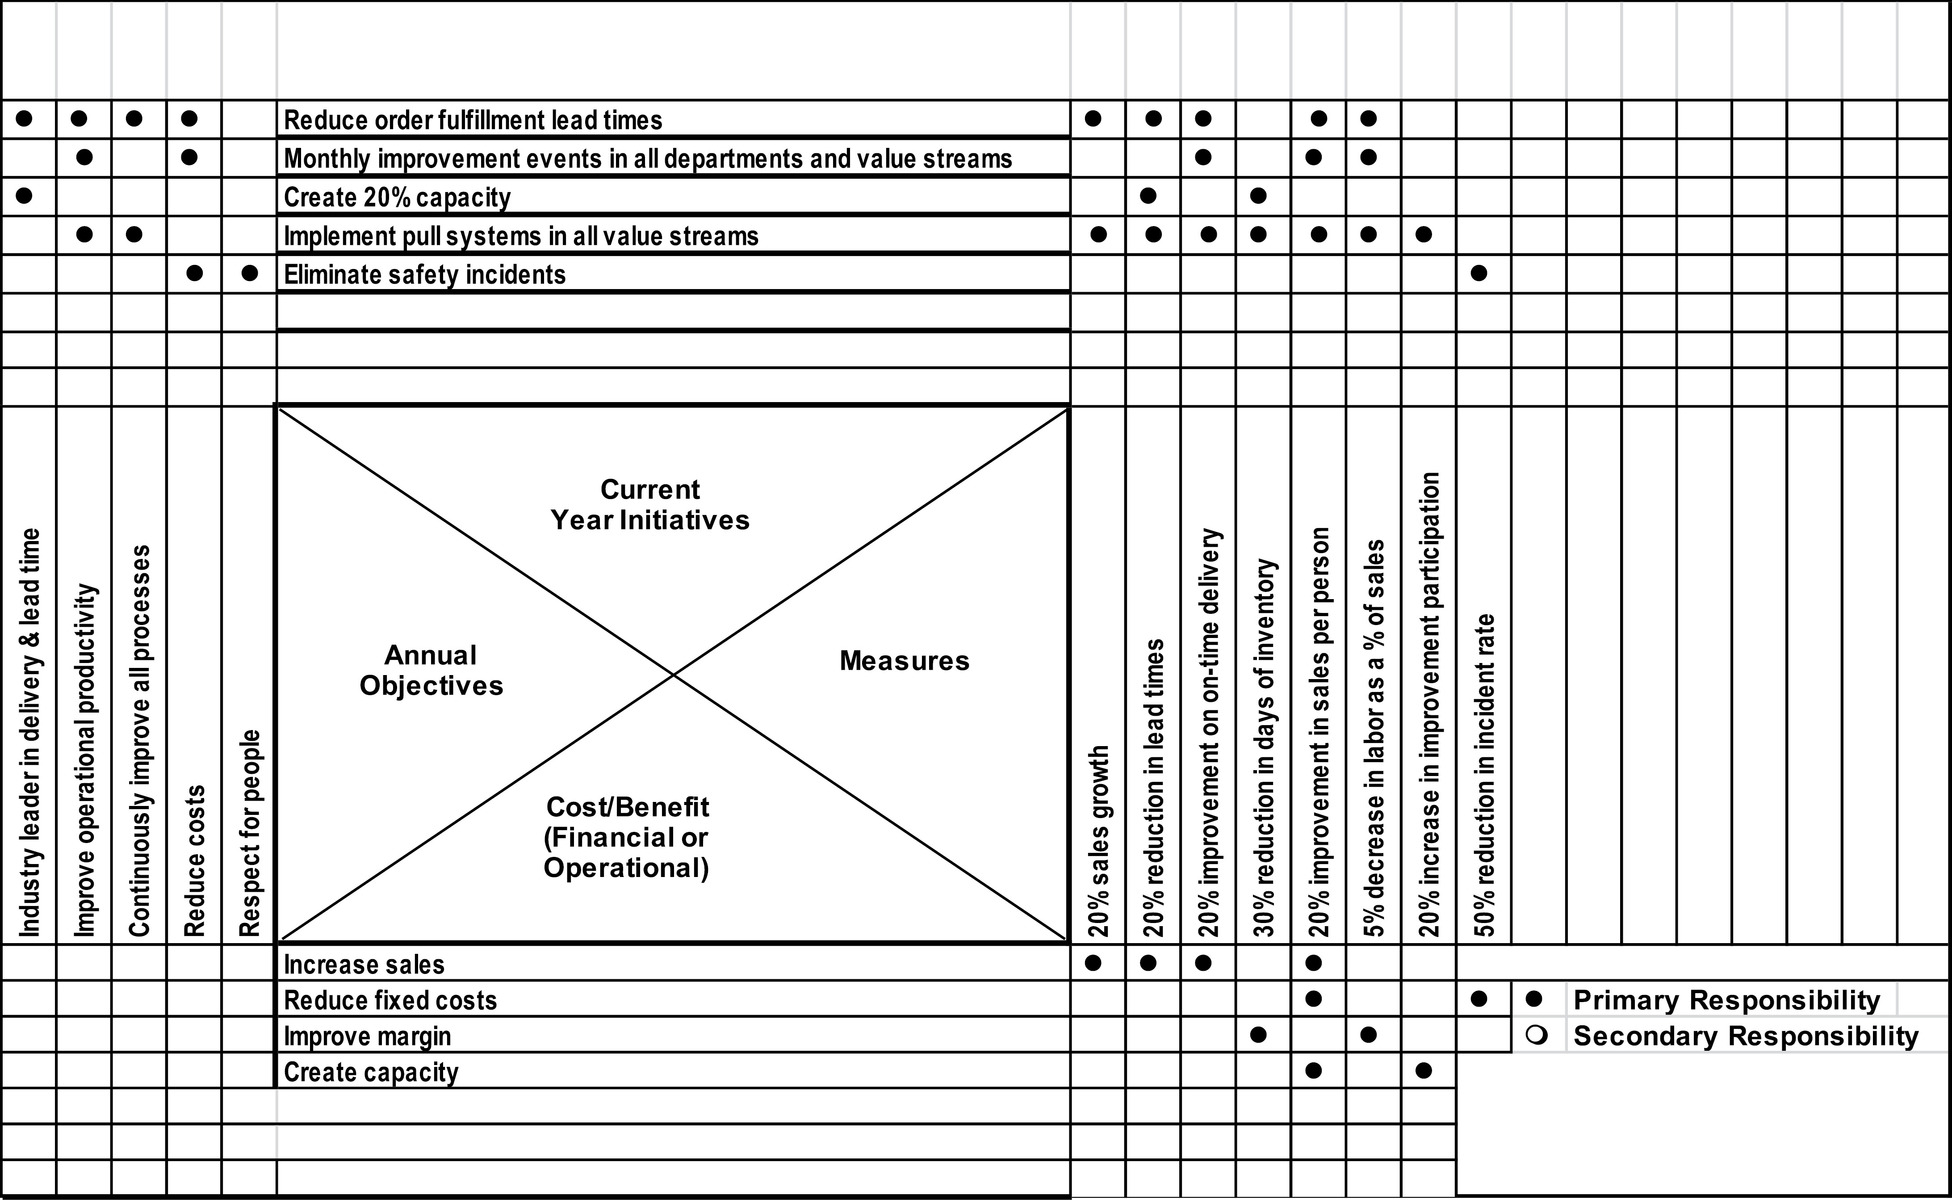 Reduce order fulfillment lead times
Monthly improvement events in all departments and value streams
Create 20% capacity
Implement pull systems in all value streams
Eliminate safety incidents
Industry leader in delivery & lead time
Improve operational productivity
Continuously improve all processes
Reduce costs
Respect for people
Current
Year Initiatives
Annual
Objectives
Measures
Cost/Benefit
(Financial or
Operational)
20% sales growth
20% reduction in lead times
20% improvement on on-time delivery
30% reduction in days of inventory
20% improvement in sales per person
5% decrease in labor as a % of sales
20% increase in improvement participation
50% reduction in incident rate
Increase sales
Reduce fixed costs
Primary Responsibility
Improve margin
Secondary Responsibility
Create capacity